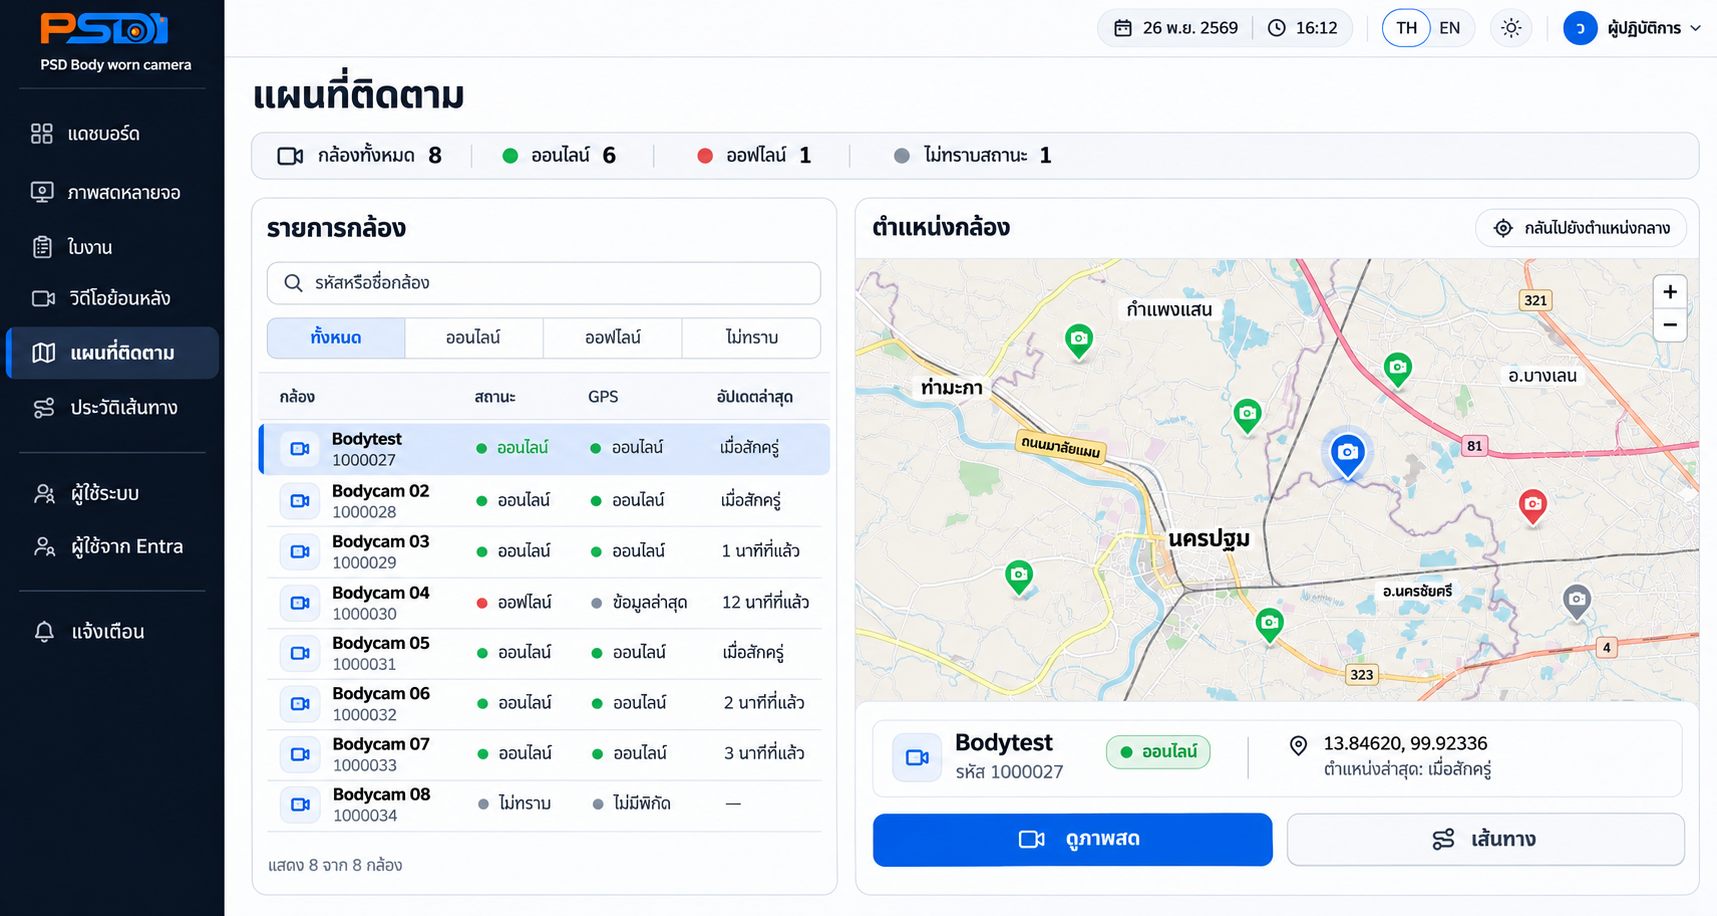 PSDI
PSD Body worn camera
แดชบอร์ด
ภาพสดหลายจอ
ใบงาน
วิดีโอย้อนหลัง
แผนที่ติดตาม
ประวัติเส้นทาง
ผู้ใช้ระบบ
ผู้ใช้จาก Entra
แจ้งเตือน
26 พ.ย. 2569 16:12 TH EN ว ผู้ปฏิบัติการ
แผนที่ติดตาม
กล้องทั้งหมด 8 ออนไลน์ 6 ออฟไลน์ 1 ไม่ทราบสถานะ 1
รายการกล้อง
รหัสหรือชื่อกล้อง
ทั้งหมด ออนไลน์ ออฟไลน์ ไม่ทราบ
กล้อง สถานะ GPS อัปเดตล่าสุด
Bodytest ออนไลน์ ออนไลน์ เมื่อสักครู่
1000027
Bodycam 02 ออนไลน์ ออนไลน์ เมื่อสักครู่
1000028
Bodycam 03 ออนไลน์ ออนไลน์ 1 นาทีที่แล้ว
1000029
Bodycam 04 ออฟไลน์ ข้อมูลล่าสุด 12 นาทีที่แล้ว
1000030
Bodycam 05 ออนไลน์ ออนไลน์ เมื่อสักครู่
1000031
Bodycam 06 ออนไลน์ ออนไลน์ 2 นาทีที่แล้ว
1000032
Bodycam 07 ออนไลน์ ออนไลน์ 3 นาทีที่แล้ว
1000033
Bodycam 08 ไม่ทราบ ไม่มีพิกัด —
1000034
แสดง 8 จาก 8 กล้อง
ตำแหน่งกล้อง
กลับไปยังตำแหน่งกลาง
กำแพงแสน
321
+
−
ท่ามะกา
อ.บางเลน
ถนนมาลัยแมน
81
นครปฐม
อ.นครชัยศรี
4
323
Bodytest
รหัส 1000027
ออนไลน์
13.84620, 99.92336
ตำแหน่งล่าสุด: เมื่อสักครู่
ดูภาพสด
เส้นทาง